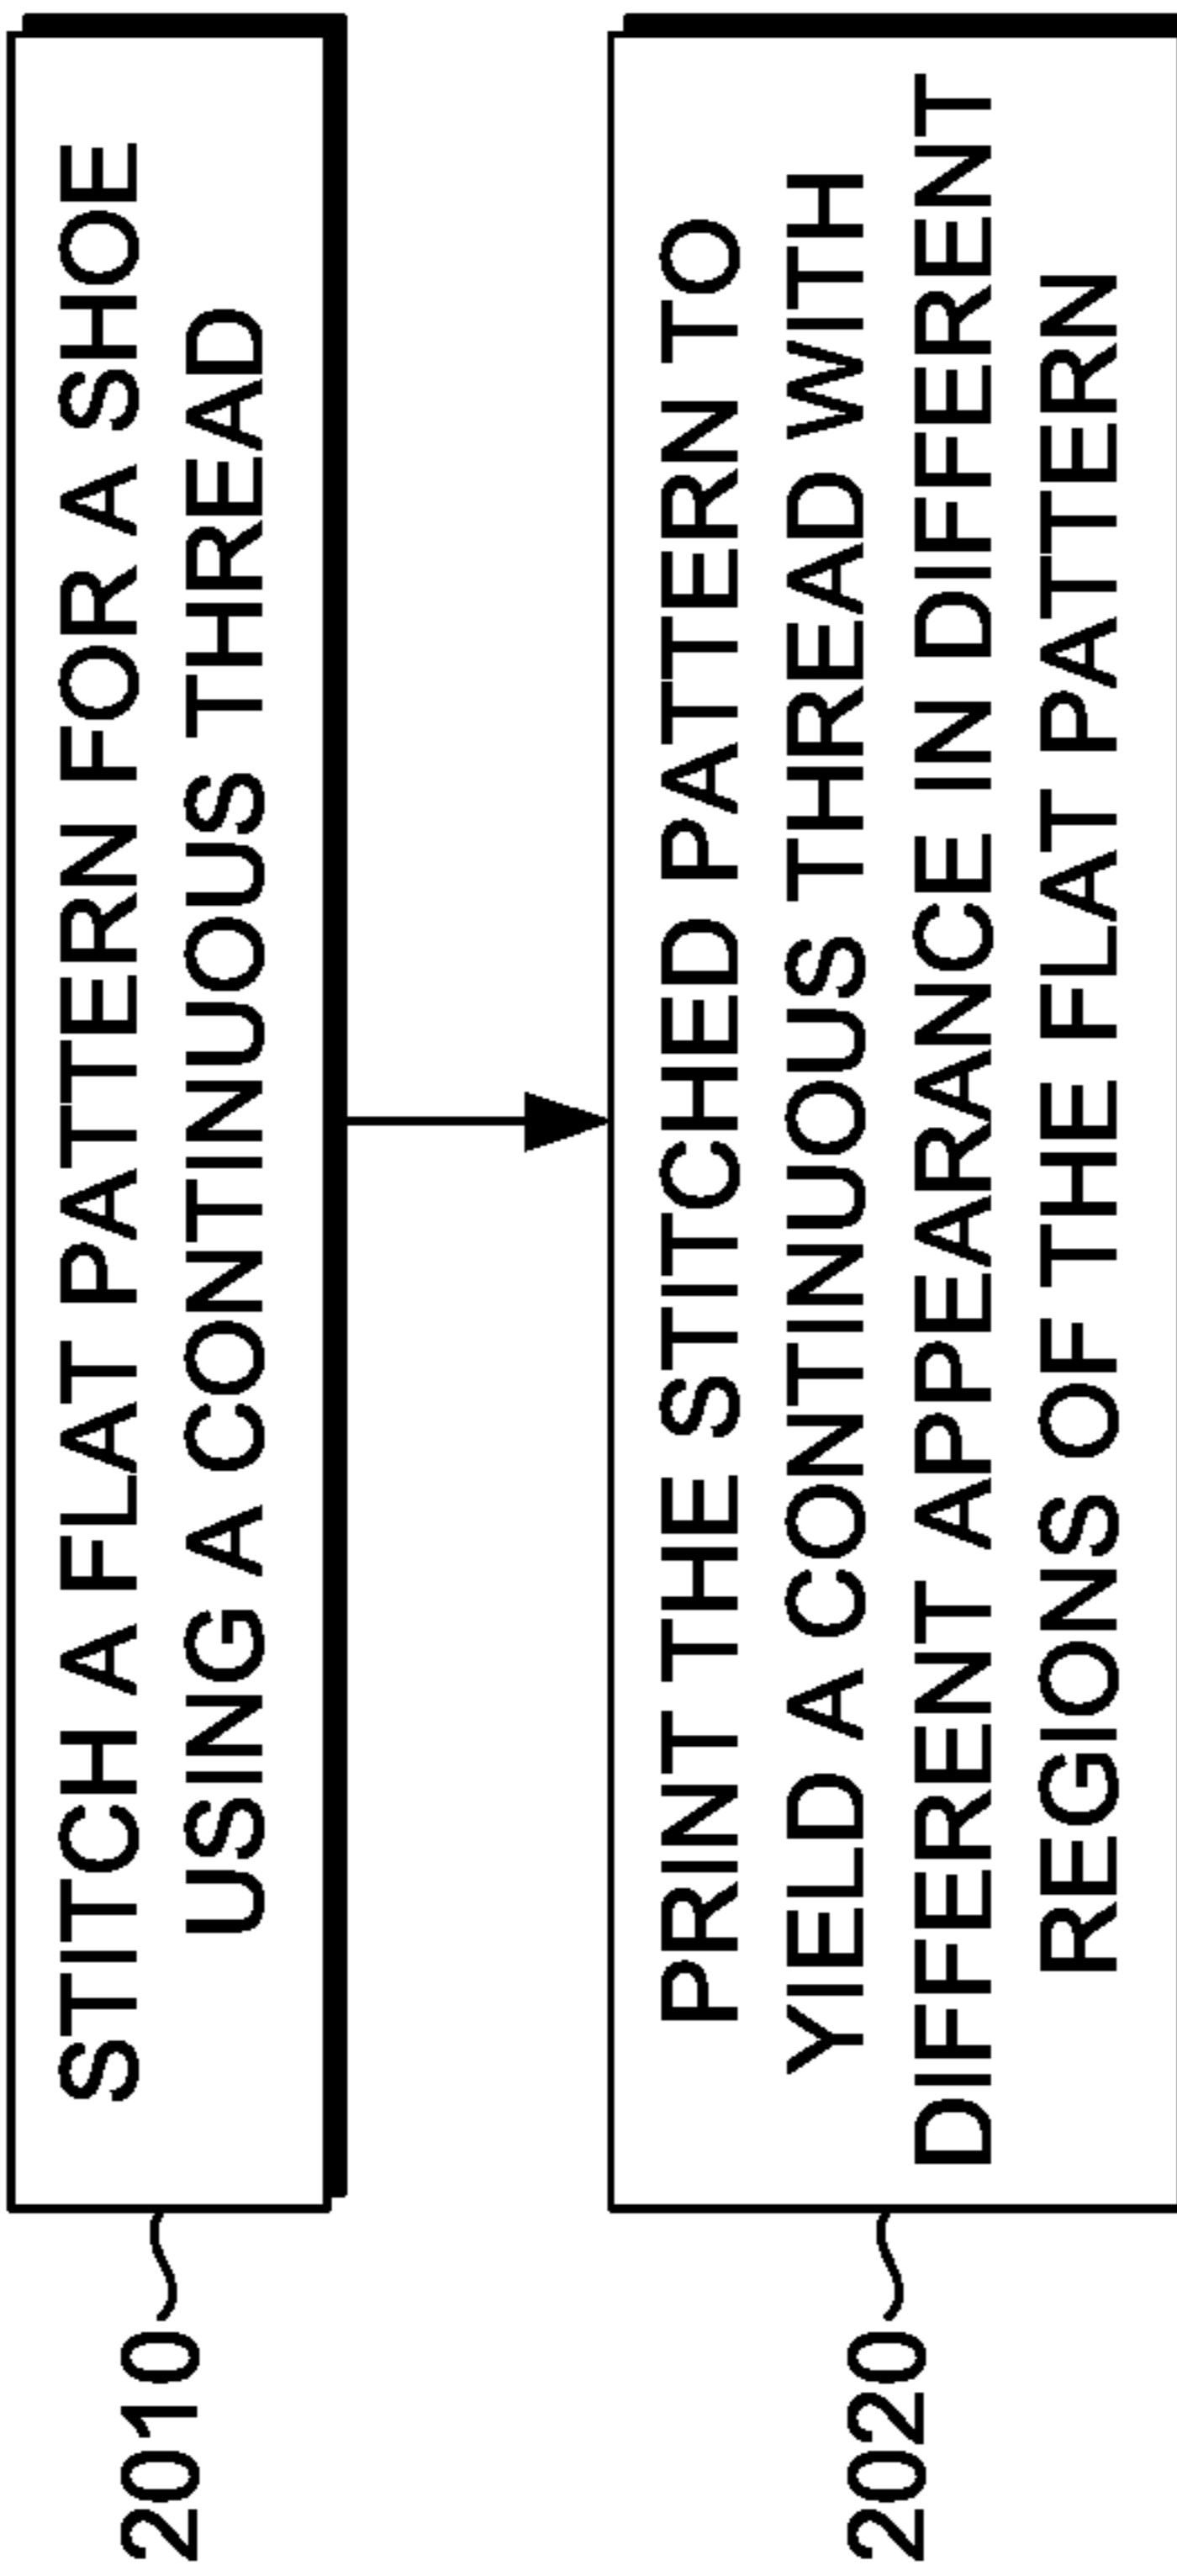 2010
STITCH A FLAT PATTERN FOR A SHOE
USING A CONTINUOUS THREAD
2020
PRINT THE STITCHED PATTERN TO
YIELD A CONTINUOUS THREAD WITH
DIFFERENT APPEARANCE IN DIFFERENT
REGIONS OF THE FLAT PATTERN